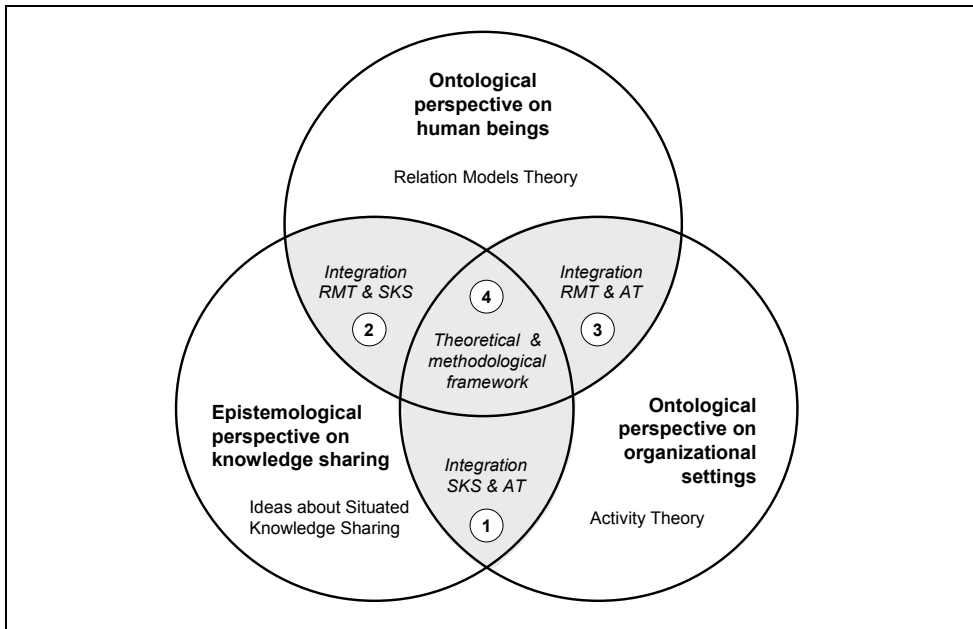 Ontological
perspective on
human beings
Relation Models Theory
Integration
RMT & SKS
2
4
Integration
RMT & AT
3
Theoretical &
methodological
framework
Epistemological
perspective on
knowledge sharing
Ideas about Situated
Knowledge Sharing
Integration
SKS & AT
1
Ontological
perspective on
organizational
settings
Activity Theory